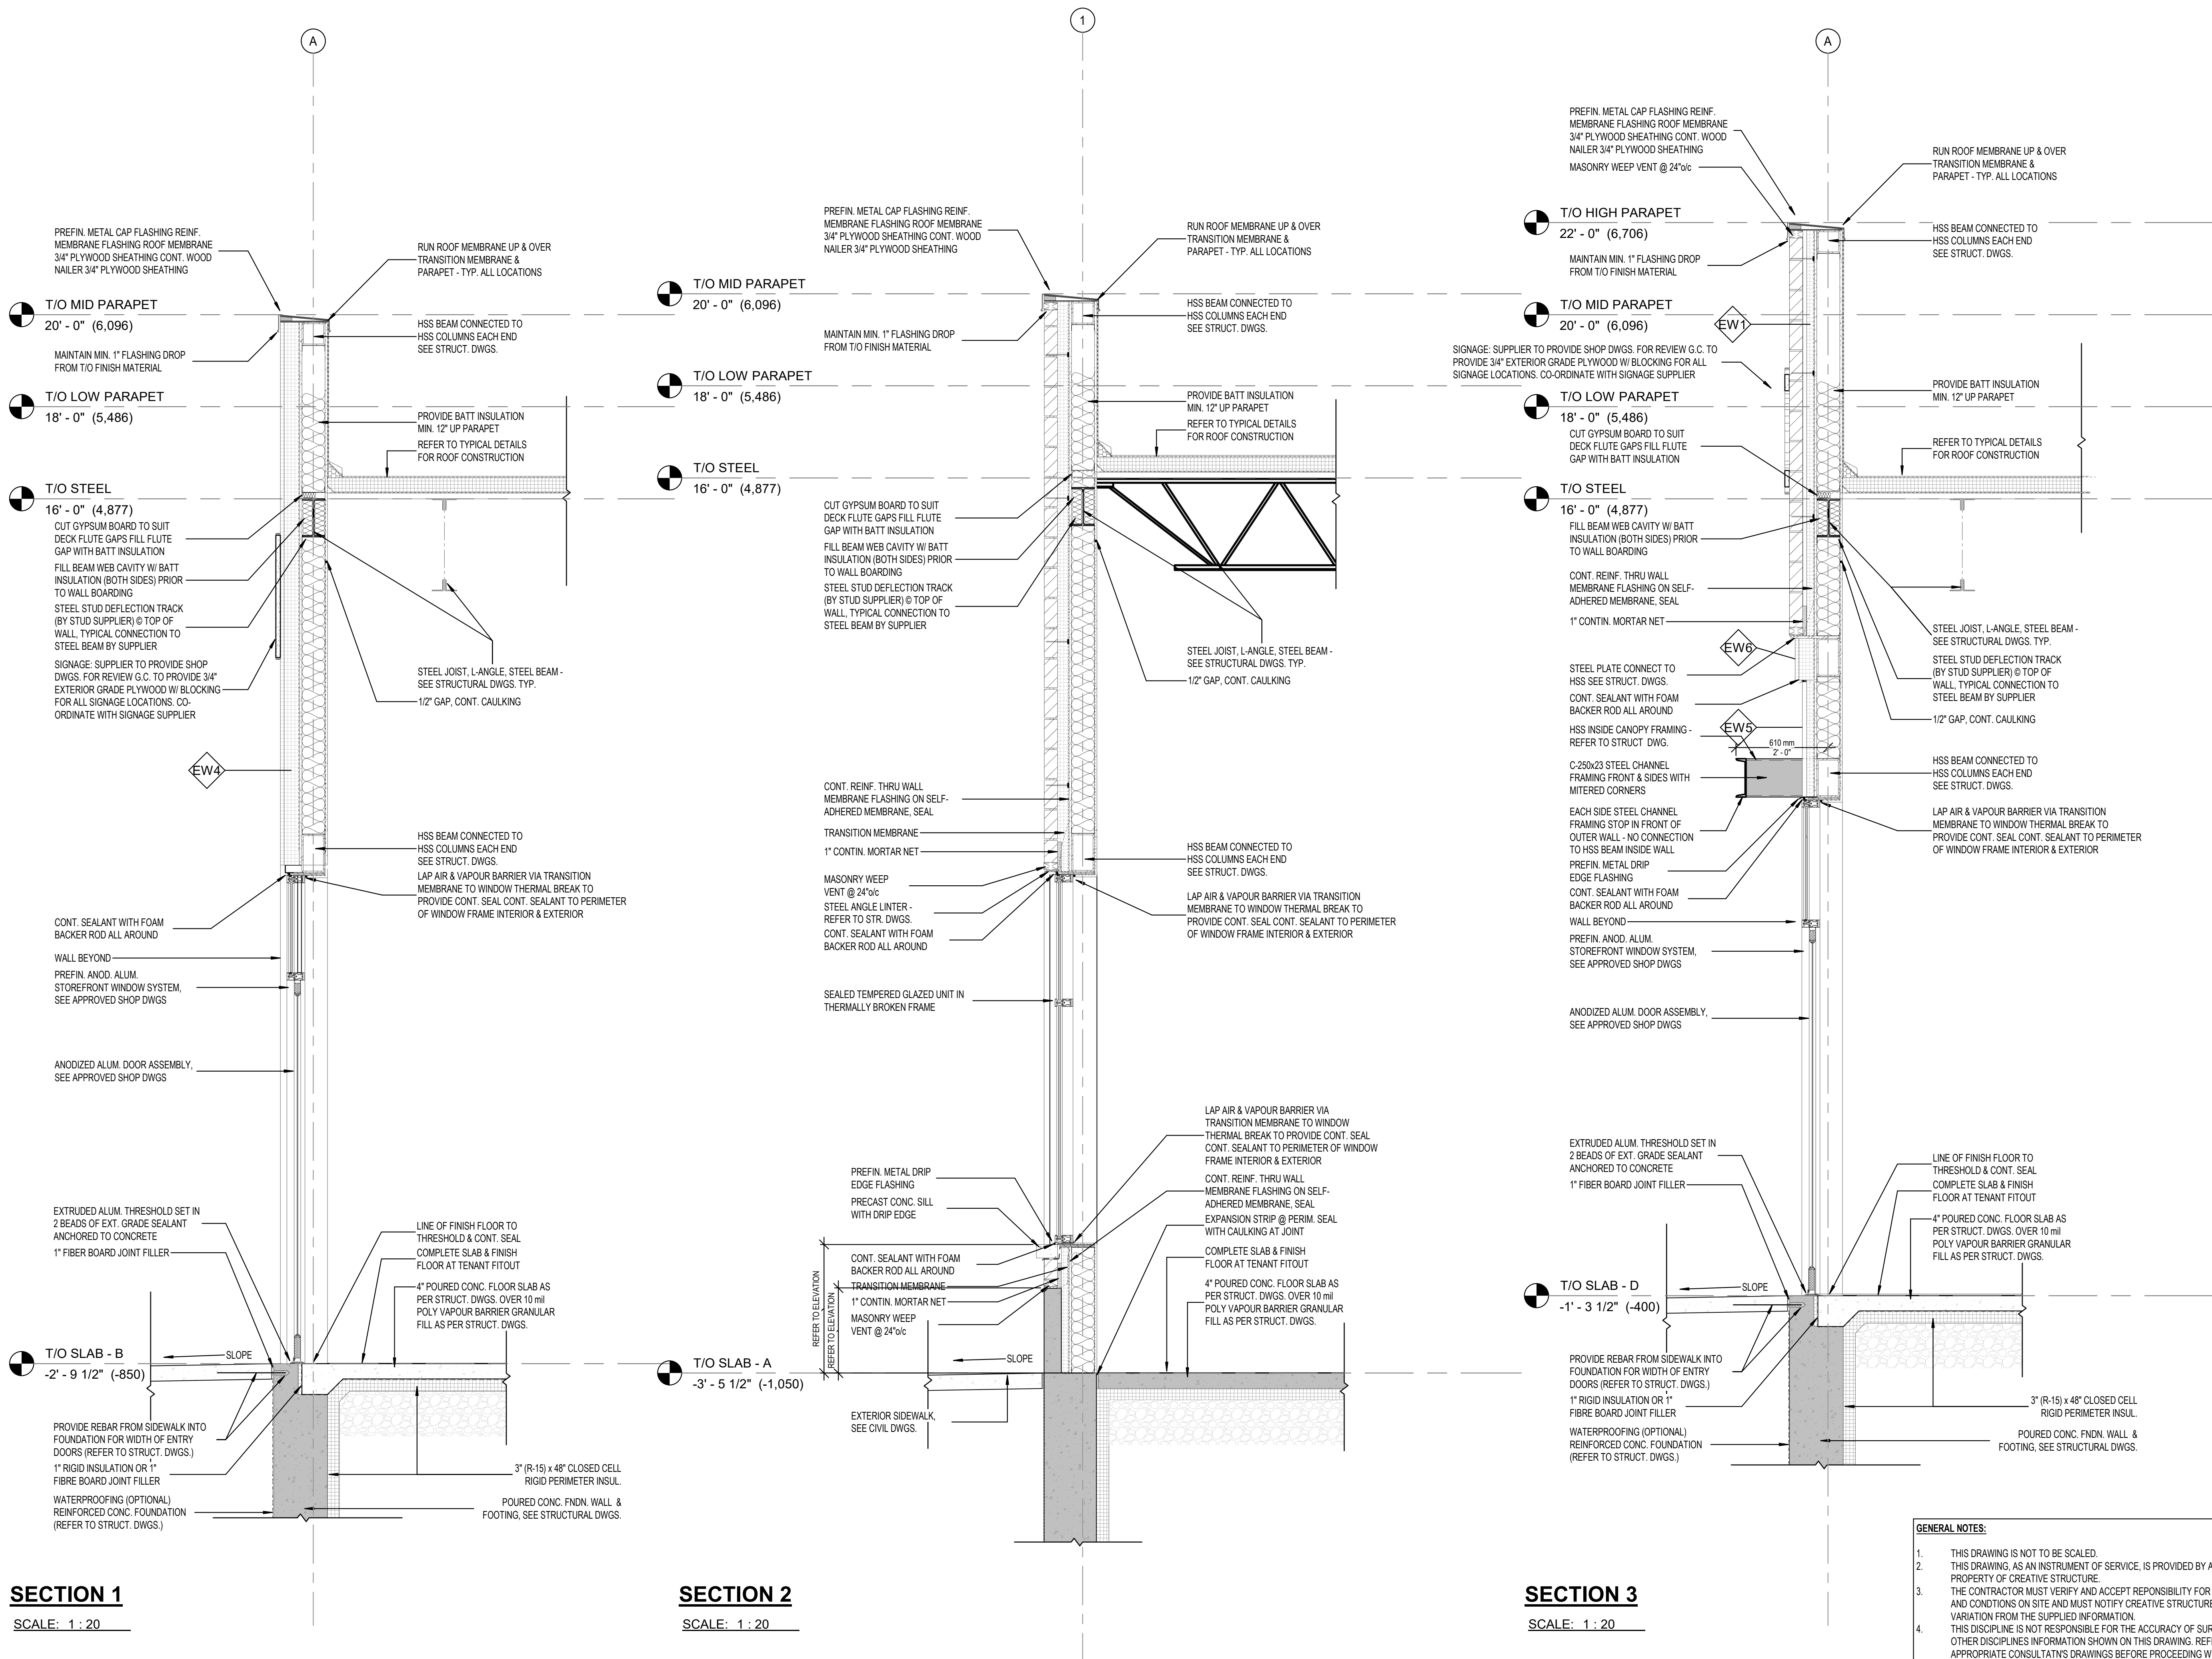 A
PREFIN. METAL CAP FLASHING REINF.
MEMBRANE FLASHING ROOF MEMBRANE
3/4" PLYWOOD SHEATHING CONT. WOOD
NAILER 3/4" PLYWOOD SHEATHING
RUN ROOF MEMBRANE UP & OVER
TRANSITION MEMBRANE &
PARAPET - TYP. ALL LOCATIONS
T/O MID PARAPET
20' - 0" (6,096)
HSS BEAM CONNECTED TO
HSS COLUMNS EACH END
SEE STRUCT. DWGS.
MAINTAIN MIN. 1" FLASHING DROP
FROM T/O FINISH MATERIAL
T/O LOW PARAPET
18' - 0" (5,486)
PROVIDE BATT INSULATION
MIN. 12" UP PARAPET
REFER TO TYPICAL DETAILS
FOR ROOF CONSTRUCTION
T/O STEEL
16' - 0" (4,877)
CUT GYPSUM BOARD TO SUIT
DECK FLUTE GAPS FILL FLUTE
GAP WITH BATT INSULATION
FILL BEAM WEB CAVITY W/ BATT
INSULATION (BOTH SIDES) PRIOR
TO WALL BOARDING
STEEL STUD DEFLECTION TRACK
(BY STUD SUPPLIER) © TOP OF
WALL, TYPICAL CONNECTION TO
STEEL BEAM BY SUPPLIER
SIGNAGE: SUPPLIER TO PROVIDE SHOP
DWGS. FOR REVIEW G.C. TO PROVIDE 3/4"
EXTERIOR GRADE PLYWOOD W/ BLOCKING
FOR ALL SIGNAGE LOCATIONS. CO-
ORDINATE WITH SIGNAGE SUPPLIER
STEEL JOIST, L-ANGLE, STEEL BEAM -
SEE STRUCTURAL DWGS. TYP.
1/2" GAP, CONT. CAULKING
EW4
HSS BEAM CONNECTED TO
HSS COLUMNS EACH END
SEE STRUCT. DWGS.
LAP AIR & VAPOUR BARRIER VIA TRANSITION
MEMBRANE TO WINDOW THERMAL BREAK TO
PROVIDE CONT. SEAL CONT. SEALANT TO PERIMETER
OF WINDOW FRAME INTERIOR & EXTERIOR
CONT. SEALANT WITH FOAM
BACKER ROD ALL AROUND
WALL BEYOND
PREFIN. ANOD. ALUM.
STOREFRONT WINDOW SYSTEM,
SEE APPROVED SHOP DWGS
ANODIZED ALUM. DOOR ASSEMBLY,
SEE APPROVED SHOP DWGS
EXTRUDED ALUM. THRESHOLD SET IN
2 BEADS OF EXT. GRADE SEALANT
ANCHORED TO CONCRETE
1" FIBER BOARD JOINT FILLER
LINE OF FINISH FLOOR TO
THRESHOLD & CONT. SEAL
COMPLETE SLAB & FINISH
FLOOR AT TENANT FITOUT
4" POURED CONC. FLOOR SLAB AS
PER STRUCT. DWGS. OVER 10 mil
POLY VAPOUR BARRIER GRANULAR
FILL AS PER STRUCT. DWGS.
T/O SLAB - B
-2' - 9 1/2" (-850)
SLOPE
PROVIDE REBAR FROM SIDEWALK INTO
FOUNDATION FOR WIDTH OF ENTRY
DOORS (REFER TO STRUCT. DWGS.)
1" RIGID INSULATION OR 1"
FIBRE BOARD JOINT FILLER
WATERPROOFING (OPTIONAL)
REINFORCED CONC. FOUNDATION
(REFER TO STRUCT. DWGS.)
3" (R-15) x 48" CLOSED CELL
RIGID PERIMETER INSUL.
POURED CONC. FNDN. WALL &
FOOTING, SEE STRUCTURAL DWGS.
SECTION 1
SCALE: 1 : 20
1
PREFIN. METAL CAP FLASHING REINF.
MEMBRANE FLASHING ROOF MEMBRANE
3/4" PLYWOOD SHEATHING CONT. WOOD
NAILER 3/4" PLYWOOD SHEATHING
RUN ROOF MEMBRANE UP & OVER
TRANSITION MEMBRANE &
PARAPET - TYP. ALL LOCATIONS
T/O MID PARAPET
20' - 0" (6,096)
HSS BEAM CONNECTED TO
HSS COLUMNS EACH END
SEE STRUCT. DWGS.
MAINTAIN MIN. 1" FLASHING DROP
FROM T/O FINISH MATERIAL
T/O LOW PARAPET
18' - 0" (5,486)
PROVIDE BATT INSULATION
MIN. 12" UP PARAPET
REFER TO TYPICAL DETAILS
FOR ROOF CONSTRUCTION
T/O STEEL
16' - 0" (4,877)
CUT GYPSUM BOARD TO SUIT
DECK FLUTE GAPS FILL FLUTE
GAP WITH BATT INSULATION
FILL BEAM WEB CAVITY W/ BATT
INSULATION (BOTH SIDES) PRIOR
TO WALL BOARDING
STEEL STUD DEFLECTION TRACK
(BY STUD SUPPLIER) © TOP OF
WALL, TYPICAL CONNECTION TO
STEEL BEAM BY SUPPLIER
STEEL JOIST, L-ANGLE, STEEL BEAM -
SEE STRUCTURAL DWGS. TYP.
1/2" GAP, CONT. CAULKING
CONT. REINF. THRU WALL
MEMBRANE FLASHING ON SELF-
ADHERED MEMBRANE, SEAL
TRANSITION MEMBRANE
1" CONTIN. MORTAR NET
HSS BEAM CONNECTED TO
HSS COLUMNS EACH END
SEE STRUCT. DWGS.
MASONRY WEEP
VENT @ 24"o/c
STEEL ANGLE LINTER -
REFER TO STR. DWGS.
CONT. SEALANT WITH FOAM
BACKER ROD ALL AROUND
LAP AIR & VAPOUR BARRIER VIA TRANSITION
MEMBRANE TO WINDOW THERMAL BREAK TO
PROVIDE CONT. SEAL CONT. SEALANT TO PERIMETER
OF WINDOW FRAME INTERIOR & EXTERIOR
SEALED TEMPERED GLAZED UNIT IN
THERMALLY BROKEN FRAME
LAP AIR & VAPOUR BARRIER VIA
TRANSITION MEMBRANE TO WINDOW
THERMAL BREAK TO PROVIDE CONT. SEAL
CONT. SEALANT TO PERIMETER OF WINDOW
FRAME INTERIOR & EXTERIOR
PREFIN. METAL DRIP
EDGE FLASHING
PRECAST CONC. SILL
WITH DRIP EDGE
CONT. REINF. THRU WALL
MEMBRANE FLASHING ON SELF-
ADHERED MEMBRANE, SEAL
EXPANSION STRIP @ PERIM. SEAL
WITH CAULKING AT JOINT
COMPLETE SLAB & FINISH
FLOOR AT TENANT FITOUT
CONT. SEALANT WITH FOAM
BACKER ROD ALL AROUND
TRANSITION MEMBRANE
1" CONTIN. MORTAR NET
MASONRY WEEP
VENT @ 24"o/c
REFER TO ELEVATION
REFER TO ELEVATION
4" POURED CONC. FLOOR SLAB AS
PER STRUCT. DWGS. OVER 10 mil
POLY VAPOUR BARRIER GRANULAR
FILL AS PER STRUCT. DWGS.
T/O SLAB - A
-3' - 5 1/2" (-1,050)
SLOPE
EXTERIOR SIDEWALK,
SEE CIVIL DWGS.
SECTION 2
SCALE: 1 : 20
A
PREFIN. METAL CAP FLASHING REINF.
MEMBRANE FLASHING ROOF MEMBRANE
3/4" PLYWOOD SHEATHING CONT. WOOD
NAILER 3/4" PLYWOOD SHEATHING
MASONRY WEEP VENT @ 24"o/c
RUN ROOF MEMBRANE UP & OVER
TRANSITION MEMBRANE &
PARAPET - TYP. ALL LOCATIONS
T/O HIGH PARAPET
22' - 0" (6,706)
HSS BEAM CONNECTED TO
HSS COLUMNS EACH END
SEE STRUCT. DWGS.
MAINTAIN MIN. 1" FLASHING DROP
FROM T/O FINISH MATERIAL
T/O MID PARAPET
20' - 0" (6,096)
EW1
SIGNAGE: SUPPLIER TO PROVIDE SHOP DWGS. FOR REVIEW G.C. TO
PROVIDE 3/4" EXTERIOR GRADE PLYWOOD W/ BLOCKING FOR ALL
SIGNAGE LOCATIONS. CO-ORDINATE WITH SIGNAGE SUPPLIER
T/O LOW PARAPET
18' - 0" (5,486)
PROVIDE BATT INSULATION
MIN. 12" UP PARAPET
CUT GYPSUM BOARD TO SUIT
DECK FLUTE GAPS FILL FLUTE
GAP WITH BATT INSULATION
REFER TO TYPICAL DETAILS
FOR ROOF CONSTRUCTION
T/O STEEL
16' - 0" (4,877)
FILL BEAM WEB CAVITY W/ BATT
INSULATION (BOTH SIDES) PRIOR
TO WALL BOARDING
CONT. REINF. THRU WALL
MEMBRANE FLASHING ON SELF-
ADHERED MEMBRANE, SEAL
1" CONTIN. MORTAR NET
EW6
STEEL JOIST, L-ANGLE, STEEL BEAM -
SEE STRUCTURAL DWGS. TYP.
STEEL STUD DEFLECTION TRACK
(BY STUD SUPPLIER) © TOP OF
WALL, TYPICAL CONNECTION TO
STEEL BEAM BY SUPPLIER
1/2" GAP, CONT. CAULKING
STEEL PLATE CONNECT TO
HSS SEE STRUCT. DWGS.
CONT. SEALANT WITH FOAM
BACKER ROD ALL AROUND
EW5
HSS INSIDE CANOPY FRAMING -
REFER TO STRUCT DWG.
610 mm
2' - 0"
C-250x23 STEEL CHANNEL
FRAMING FRONT & SIDES WITH
MITERED CORNERS
HSS BEAM CONNECTED TO
HSS COLUMNS EACH END
SEE STRUCT. DWGS.
EACH SIDE STEEL CHANNEL
FRAMING STOP IN FRONT OF
OUTER WALL - NO CONNECTION
TO HSS BEAM INSIDE WALL
LAP AIR & VAPOUR BARRIER VIA TRANSITION
MEMBRANE TO WINDOW THERMAL BREAK TO
PROVIDE CONT. SEAL CONT. SEALANT TO PERIMETER
OF WINDOW FRAME INTERIOR & EXTERIOR
PREFIN. METAL DRIP
EDGE FLASHING
CONT. SEALANT WITH FOAM
BACKER ROD ALL AROUND
WALL BEYOND
PREFIN. ANOD. ALUM.
STOREFRONT WINDOW SYSTEM,
SEE APPROVED SHOP DWGS
ANODIZED ALUM. DOOR ASSEMBLY,
SEE APPROVED SHOP DWGS
EXTRUDED ALUM. THRESHOLD SET IN
2 BEADS OF EXT. GRADE SEALANT
ANCHORED TO CONCRETE
1" FIBER BOARD JOINT FILLER
LINE OF FINISH FLOOR TO
THRESHOLD & CONT. SEAL
COMPLETE SLAB & FINISH
FLOOR AT TENANT FITOUT
4" POURED CONC. FLOOR SLAB AS
PER STRUCT. DWGS. OVER 10 mil
POLY VAPOUR BARRIER GRANULAR
FILL AS PER STRUCT. DWGS.
T/O SLAB - D
-1' - 3 1/2" (-400)
SLOPE
PROVIDE REBAR FROM SIDEWALK INTO
FOUNDATION FOR WIDTH OF ENTRY
DOORS (REFER TO STRUCT. DWGS.)
1" RIGID INSULATION OR 1"
FIBRE BOARD JOINT FILLER
WATERPROOFING (OPTIONAL)
REINFORCED CONC. FOUNDATION
(REFER TO STRUCT. DWGS.)
3" (R-15) x 48" CLOSED CELL
RIGID PERIMETER INSUL.
POURED CONC. FNDN. WALL &
FOOTING, SEE STRUCTURAL DWGS.
SECTION 3
SCALE: 1 : 20
GENERAL NOTES:
1. THIS DRAWING IS NOT TO BE SCALED.
2. THIS DRAWING, AS AN INSTRUMENT OF SERVICE, IS PROVIDED BY
PROPERTY OF CREATIVE STRUCTURE.
3. THE CONTRACTOR MUST VERIFY AND ACCEPT REPONSIBILITY FOR
AND CONDTIONS ON SITE AND MUST NOTIFY CREATIVE STRUCTURE
VARIATION FROM THE SUPPLIED INFORMATION.
4. THIS DISCIPLINE IS NOT RESPONSIBLE FOR THE ACCURACY OF
OTHER DISCIPLINES INFORMATION SHOWN ON THIS DRAWING.
APPROPRIATE CONSULTATN'S DRAWINGS BEFORE PROCEEDING